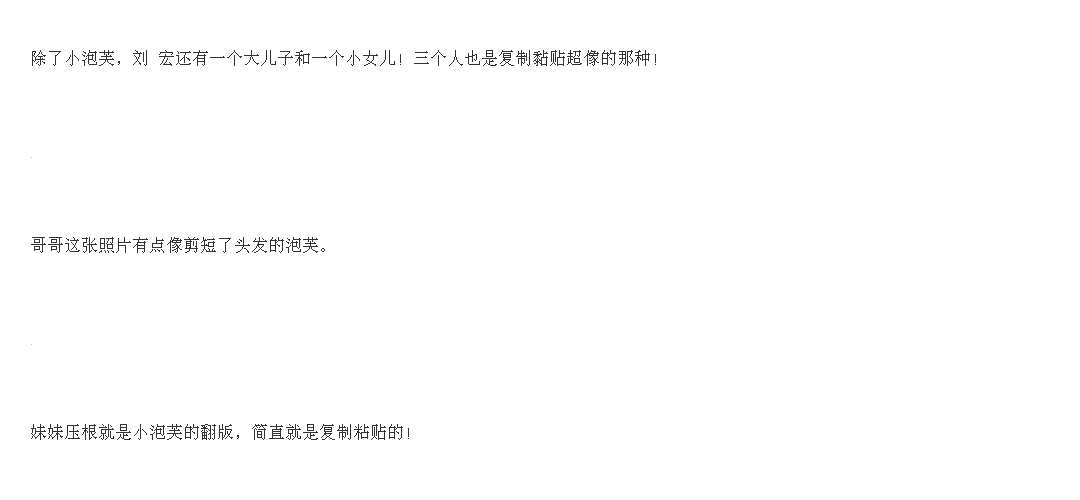 除了小泡芙，刘 宏还有一个大儿子和一个小女儿！三个人也是复制黏贴超像的那种！
哥哥这张照片有点像剪短了头发的泡芙。
妹妹压根就是小泡芙的翻版，简直就是复制粘贴的！